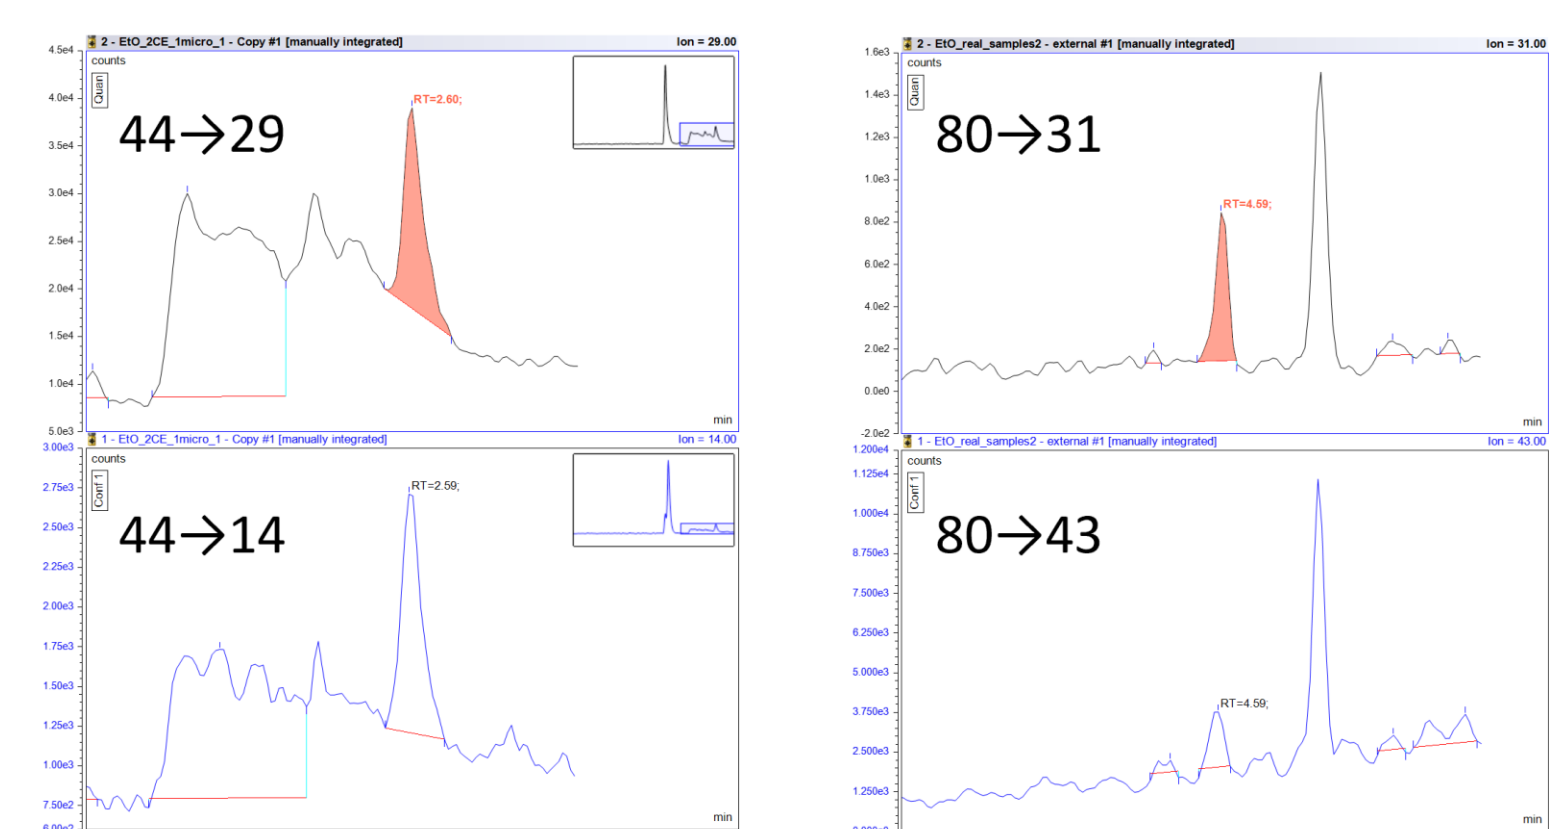 2 - EtO_2CE_1micro_1 - Copy #1 [manually integrated] Ion = 29.00
4.5e4
counts
Quan
44→29
RT=2.60;
4.0e4
3.5e4
3.0e4
2.5e4
2.0e4
1.5e4
1.0e4
5.0e3
min
1 - EtO_2CE_1micro_1 - Copy #1 [manually integrated] Ion = 14.00
3.00e3
counts
Conf 1
44→14
RT=2.59;
2.75e3
2.50e3
2.25e3
2.00e3
1.75e3
1.50e3
1.25e3
1.00e3
7.50e2
6.00e2
min
2 - EtO_real_samples2 - external #1 [manually integrated] Ion = 31.00
1.6e3
counts
Quan
80→31
RT=4.59;
1.4e3
1.2e3
1.0e3
8.0e2
6.0e2
4.0e2
2.0e2
0.0e0
-2.0e2
min
1 - EtO_real_samples2 - external #1 [manually integrated] Ion = 43.00
1.200e4
counts
Conf 1
80→43
RT=4.59;
1.125e4
1.000e4
8.750e3
7.500e3
6.250e3
5.000e3
3.750e3
2.500e3
1.250e3
min